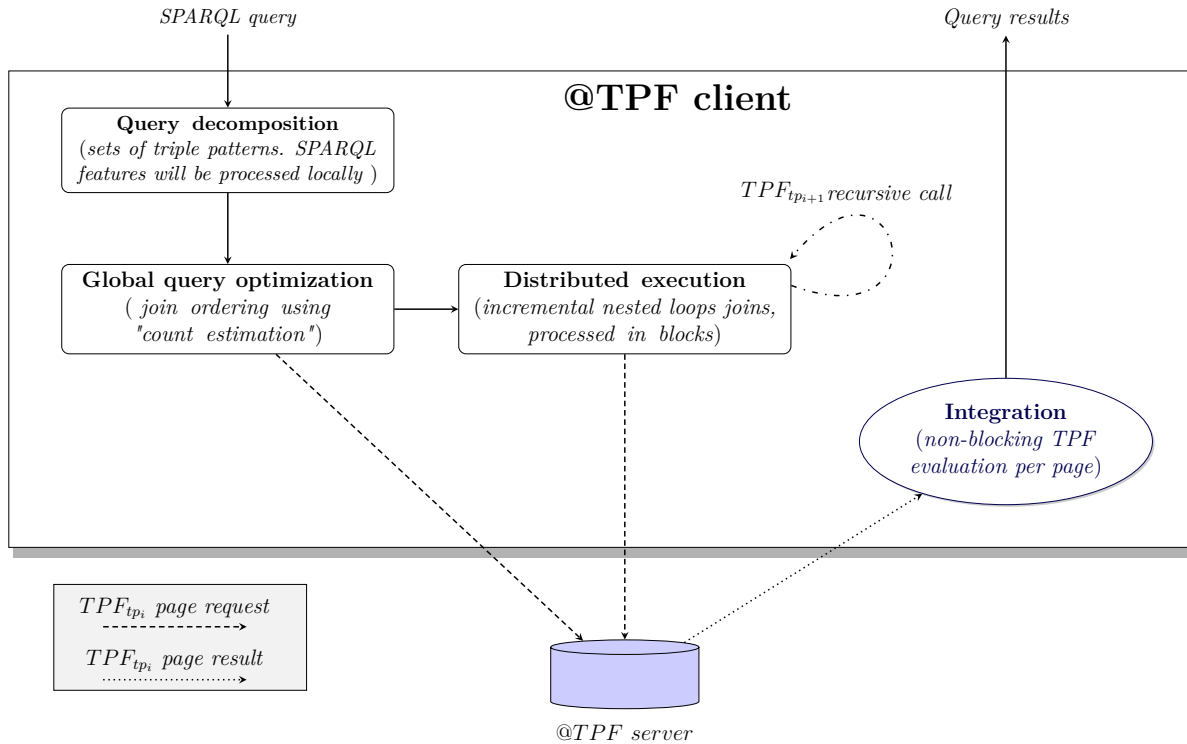 SPARQL query
Query results
@TPF client
Query decomposition
(sets of triple patterns. SPARQL
features will be processed locally )
TPF_{tp_{i+1}} recursive call
Global query optimization
( join ordering using
"count estimation")
Distributed execution
(incremental nested loops joins,
processed in blocks)
Integration
(non-blocking TPF
evaluation per page)
TPF_{tp_i} page request
TPF_{tp_i} page result
@TPF server